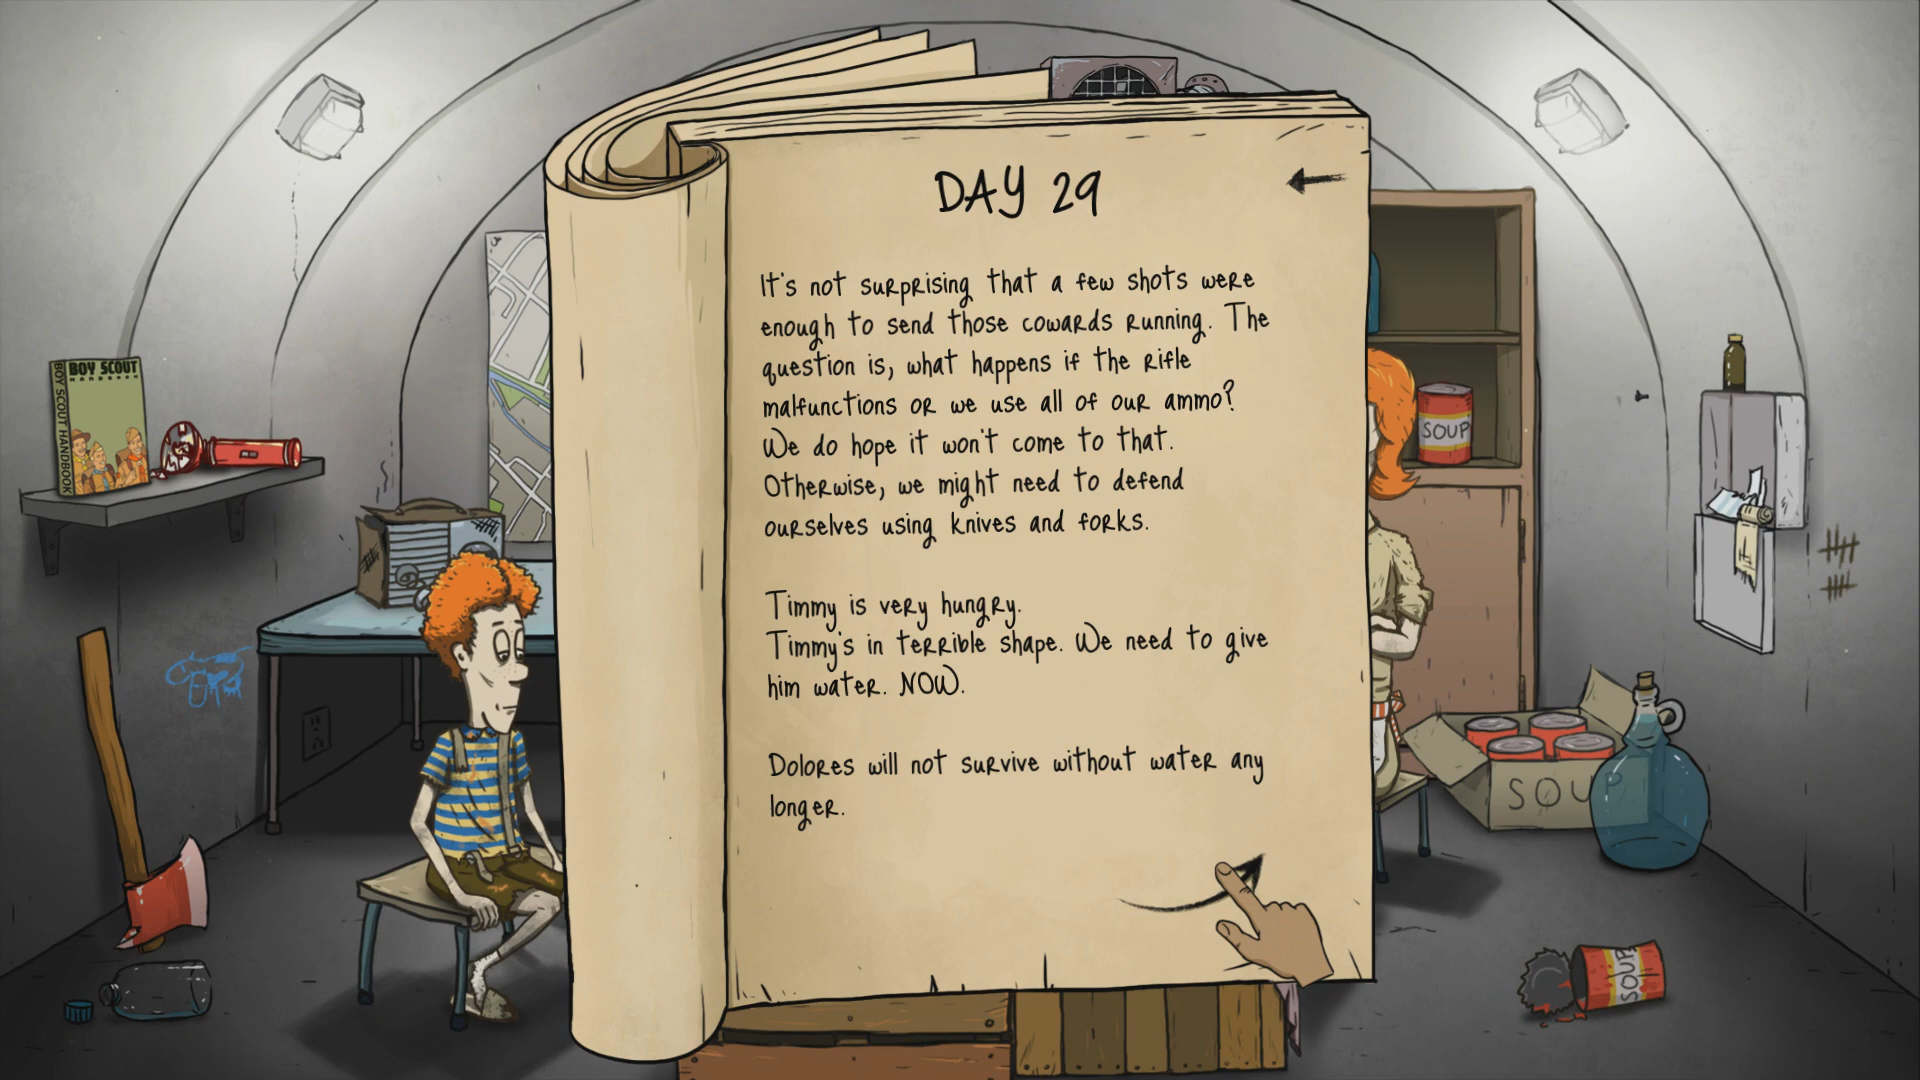 DAY 29
It's not surprising that a few shots were
enough to send those cowards running. The
question is, what happens if the rifle
malfunctions or we use all of our ammo?
We do hope it won't come to that.
Otherwise, we might need to defend
ourselves using knives and forks.
Timmy is very hungry.
Timmy's in terrible shape. We need to give
him water. NOW.
Dolores will not survive without water any
longer.
BOY SCOUT
HANDBOOK
BOY SCOUT HANDBOOK
SOUP
SOUP
SOUP